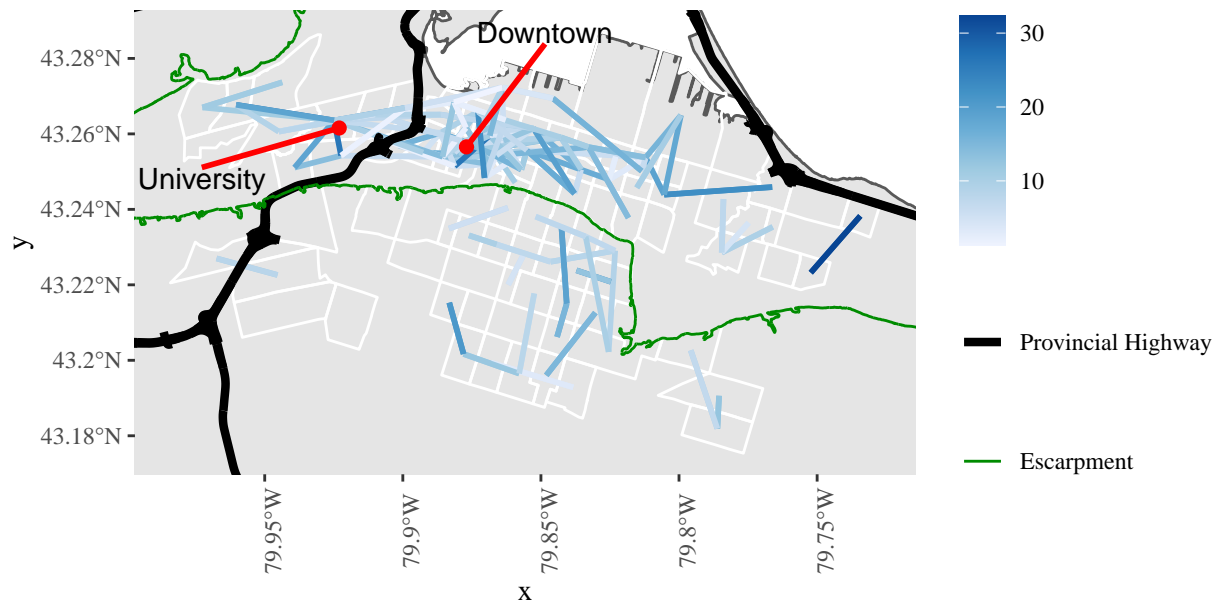 Downtown
University
43.28°N
43.26°N
43.24°N
43.22°N
43.2°N
43.18°N
y
79.95°W
79.9°W
79.85°W
79.8°W
79.75°W
x
30
20
10
Provincial Highway
Escarpment